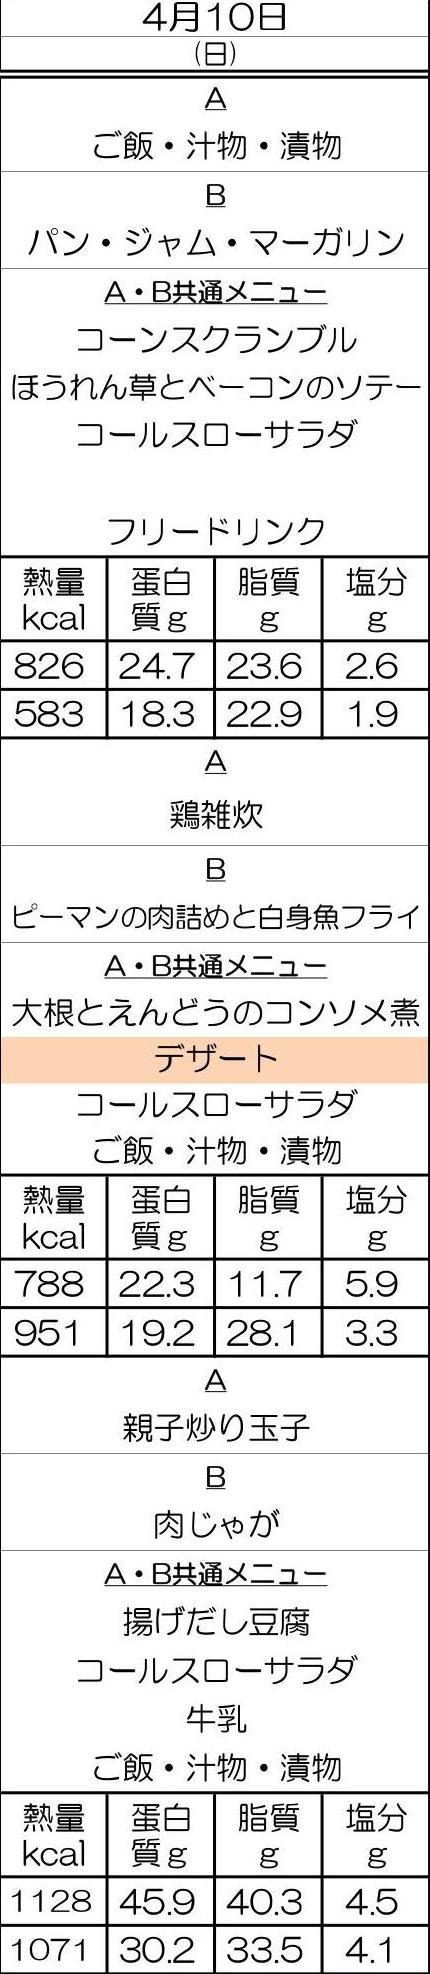 4月10日
(日)
A
ご飯・汁物・漬物
B
パン・ジャム・マーガリン
A・B共通メニュー
コーンスクランブル
ほうれん草とベーコンのソテー
コールスローサラダ
フリードリンク
熱量 蛋白 脂質 塩分
kcal 質g g g
826 24.7 23.6 2.6
583 18.3 22.9 1.9
A
鶏雑炊
B
ピーマンの肉詰めと白身魚フライ
A・B共通メニュー
大根とえんどうのコンソメ煮
デザート
コールスローサラダ
ご飯・汁物・漬物
熱量 蛋白 脂質 塩分
kcal 質g g g
788 22.3 11.7 5.9
951 19.2 28.1 3.3
A
親子炒り玉子
B
肉じゃが
A・B共通メニュー
揚げだし豆腐
コールスローサラダ
牛乳
ご飯・汁物・漬物
熱量 蛋白 脂質 塩分
kcal 質g g g
1128 45.9 40.3 4.5
1071 30.2 33.5 4.1